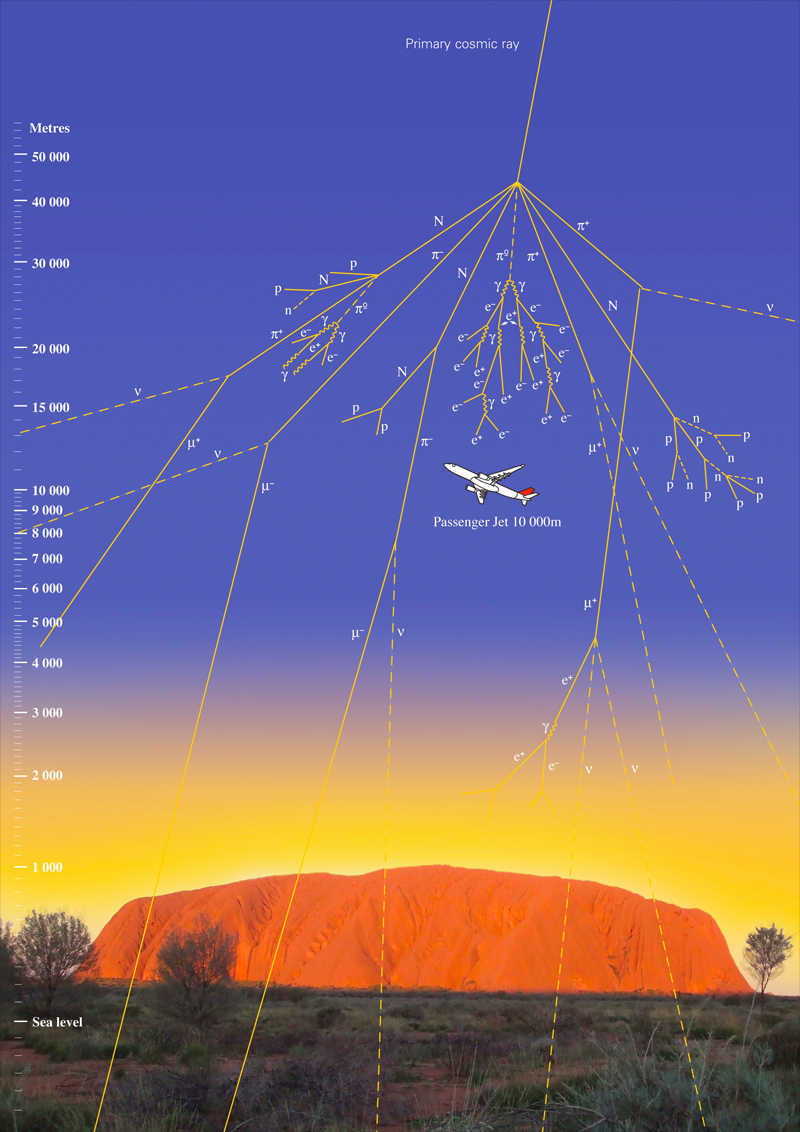 Primary cosmic ray
Metres
50 000
40 000
N
π⁺
π⁻
πº
π⁺
N
30 000
p
N
p
n
πº
γ
γ
N
ν
e⁻
e⁺
e⁻
γ
π⁺
e⁻
γ
e⁺
e⁻
γ
γ
γ
e⁻
e⁻
20 000
N
e⁺
e⁻
e⁺
e⁻
e⁺
γ
γ
ν
e⁻
γ
e⁺
15 000
p
p
e⁺
e⁻
e⁺
e⁻
n
p
p
p
n
μ⁺
ν
π⁻
μ⁺
ν
μ⁻
p
n
p
n
p
p
10 000
9 000
8 000
Passenger Jet 10 000m
7 000
6 000
μ⁺
5 000
μ⁻
ν
4 000
e⁺
3 000
γ
e⁺
e⁻
ν
ν
2 000
1 000
Sea level